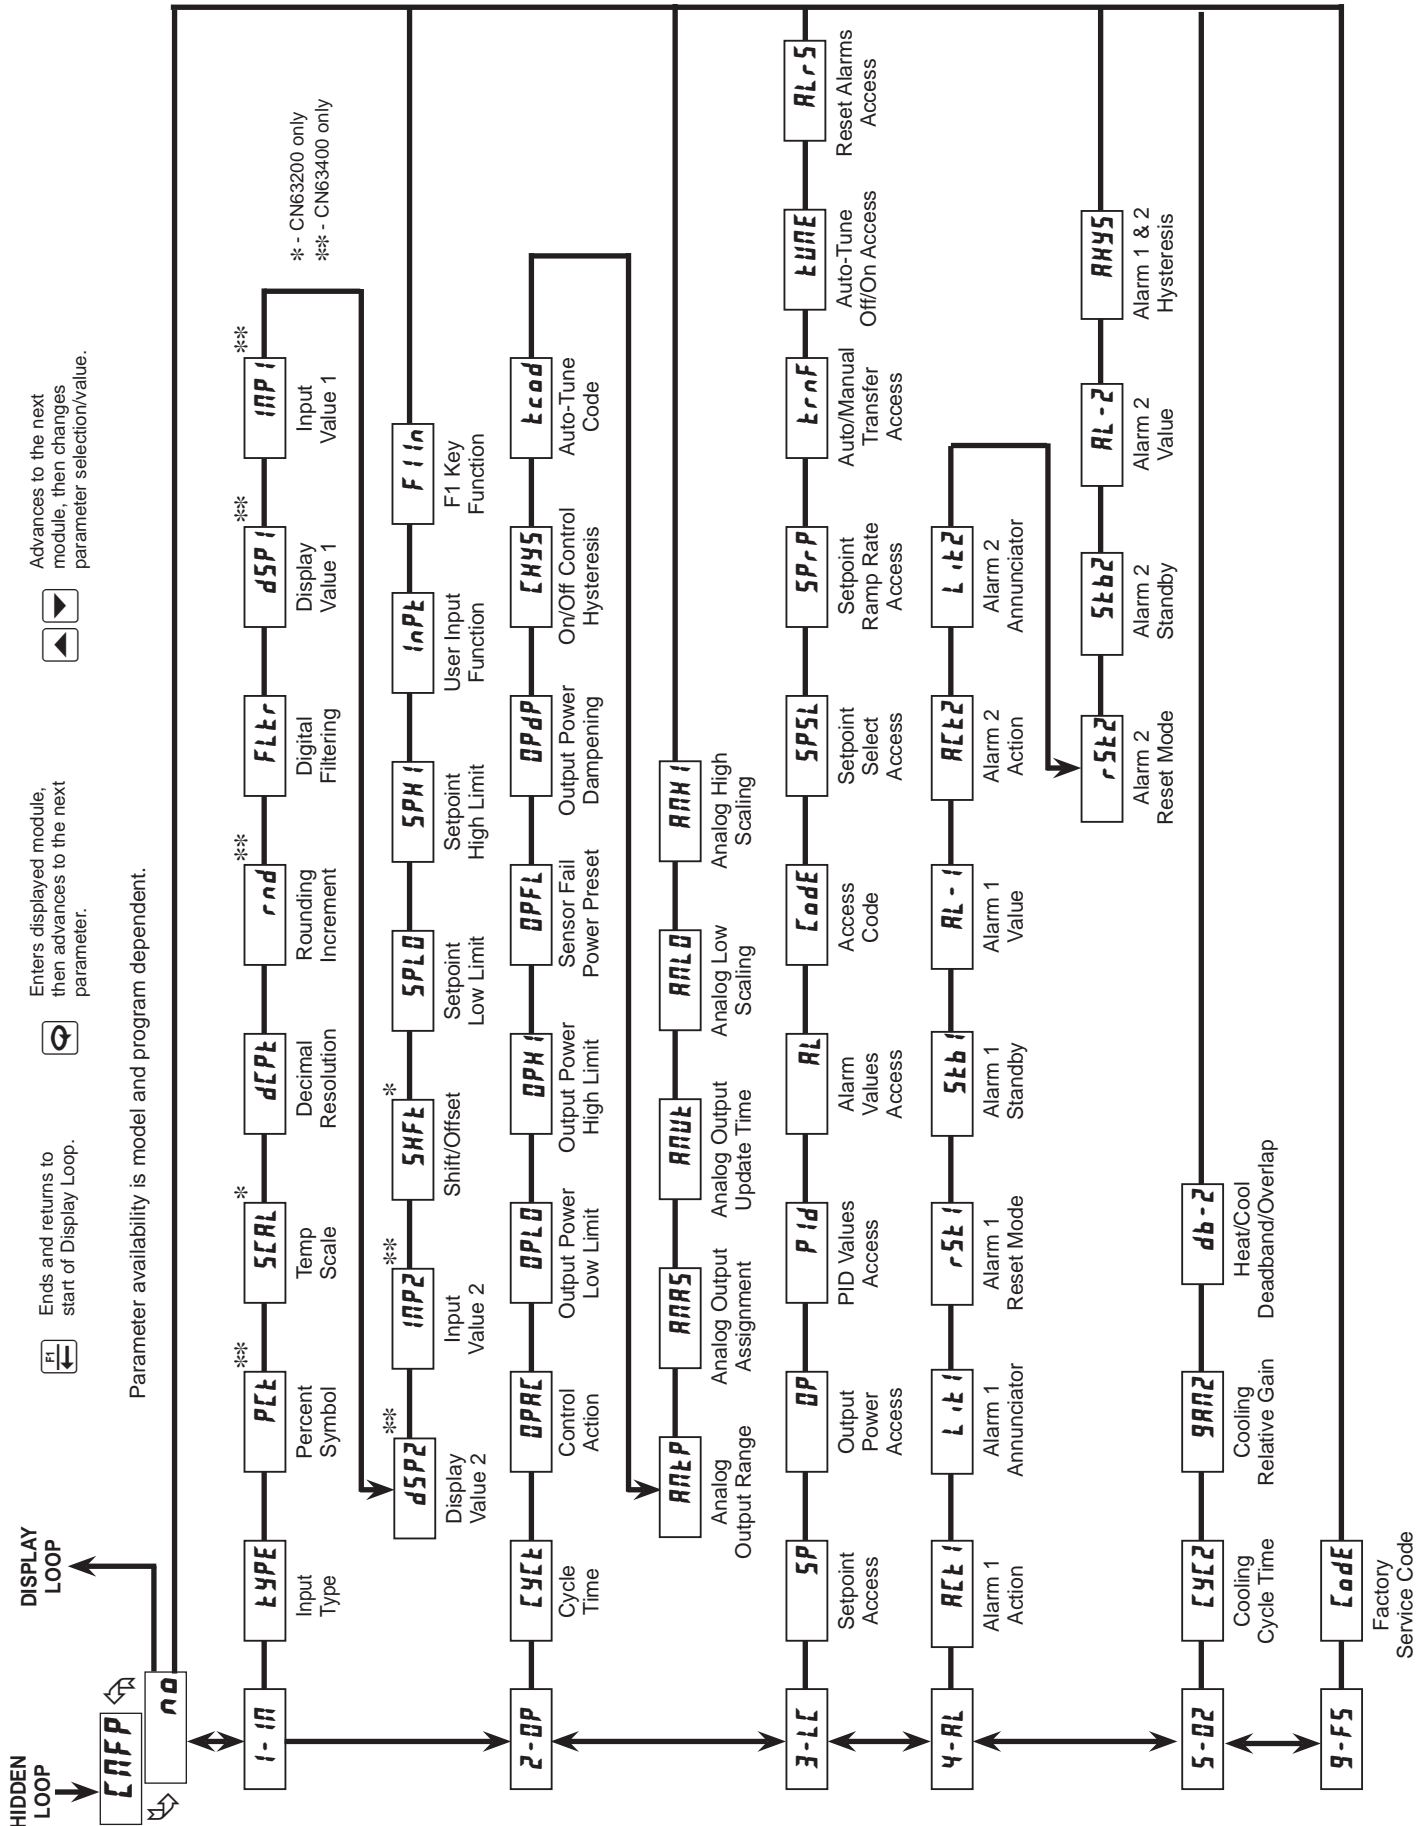 HIDDEN
LOOP
DISPLAY
LOOP
F1
Ends and returns to
start of Display Loop.
Enters displayed module,
then advances to the next
parameter.
Advances to the next
module, then changes
parameter selection/value.
Parameter availability is model and program dependent.
✻ - CN63200 only
✻✻ - CN63400 only
CNFP
NO
1-IN
tYPE
Input
Type
✻✻
PCt
Percent
Symbol
✻
SCAL
Temp
Scale
dCPt
Decimal
Resolution
✻✻
rnd
Rounding
Increment
FLtr
Digital
Filtering
✻✻
dSP1
Display
Value 1
✻✻
INP1
Input
Value 1
✻✻
dSP2
Display
Value 2
✻✻
INP2
Input
Value 2
✻
SHFt
Shift/Offset
SPLO
Setpoint
Low Limit
SPHI
Setpoint
High Limit
InPt
User Input
Function
F1In
F1 Key
Function
2-OP
CYCt
Cycle
Time
OPAC
Control
Action
OPLO
Output Power
Low Limit
OPHI
Output Power
High Limit
OPFL
Sensor Fail
Power Preset
OPdP
Output Power
Dampening
CHYS
On/Off Control
Hysteresis
tcod
Auto-Tune
Code
ANtP
Analog
Output Range
ANAS
Analog Output
Assignment
ANUt
Analog Output
Update Time
ANLO
Analog Low
Scaling
ANHI
Analog High
Scaling
3-LC
SP
Setpoint
Access
OP
Output
Power
Access
PId
PID Values
Access
AL
Alarm
Values
Access
CodE
Access
Code
SPSL
Setpoint
Select
Access
SPrP
Setpoint
Ramp Rate
Access
trnF
Auto/Manual
Transfer
Access
tUNE
Auto-Tune
Off/On Access
ALrS
Reset Alarms
Access
4-AL
ACt1
Alarm 1
Action
Lit1
Alarm 1
Annunciator
rSt1
Alarm 1
Reset Mode
Stb1
Alarm 1
Standby
AL-1
Alarm 1
Value
ACt2
Alarm 2
Action
Lit2
Alarm 2
Annunciator
rSt2
Alarm 2
Reset Mode
Stb2
Alarm 2
Standby
AL-2
Alarm 2
Value
AHYS
Alarm 1 & 2
Hysteresis
5-O2
CYC2
Cooling
Cycle Time
gAN2
Cooling
Relative Gain
db-2
Heat/Cool
Deadband/Overlap
9-FS
CodE
Factory
Service Code